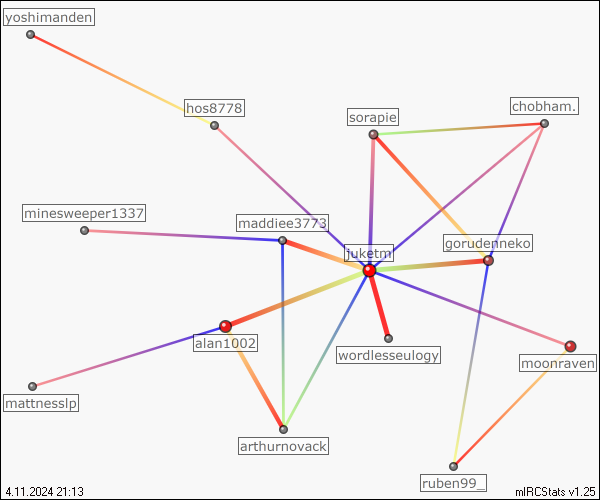 yoshimanden
hos8778
chobham.
sorapie
minesweeper1337
maddiee3773
gorudenneko
juketm
alan1002
wordlesseulogy
moonraven
mattnesslp
arthurnovack
ruben99_
4.11.2024 21:13
mIRCStats v1.25